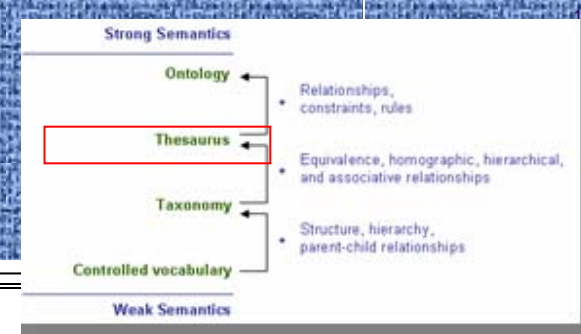 Strong Semantics
Ontology
• Relationships,
constraints, rules
Thesaurus
• Equivalence, homographic, hierarchical,
and associative relationships
Taxonomy
• Structure, hierarchy,
parent-child relationships
Controlled vocabulary
Weak Semantics